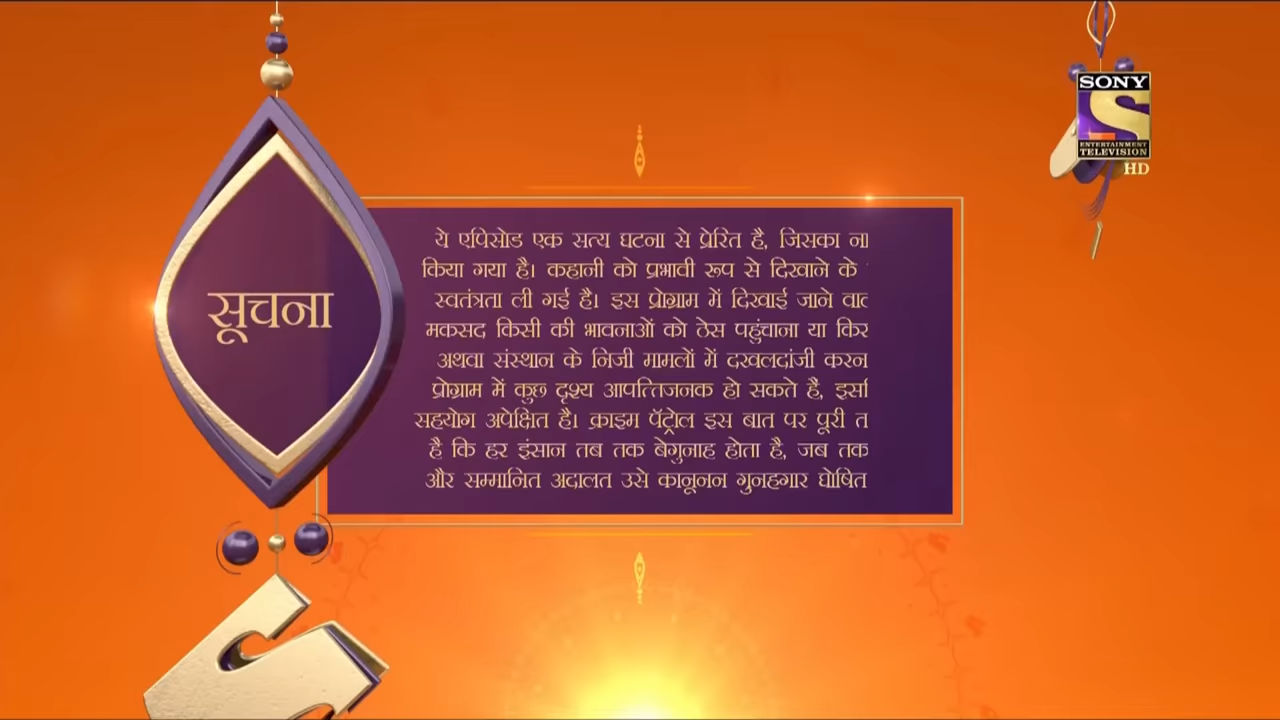 सूचना
ये एपिसोड एक सत्य घटना से प्रेरित है, जिसका
किया गया है। कहानी को प्रभावी रूप से दिखाने के
स्वतंत्रता ली गई है। इस प्रोग्राम में दिखाई जाने
मकसद किसी की भावनाओं को ठेस पहुंचाना या
अथवा संस्थान के निजी मामलों में दखलदांजी
प्रोग्राम में कुछ दृश्य आपत्तिजनक हो सकते है,
सहयोग अपेक्षित है। क्राइम पॅट्रोल इस बात पर पूरी
है कि हर इंसान तब तक बेगुनाह होता है, जब तक
और सम्मानित अदालत उसे कानूनन गुनहगार घोषित
SONY
ENTERTAINMENT
TELEVISION
HD